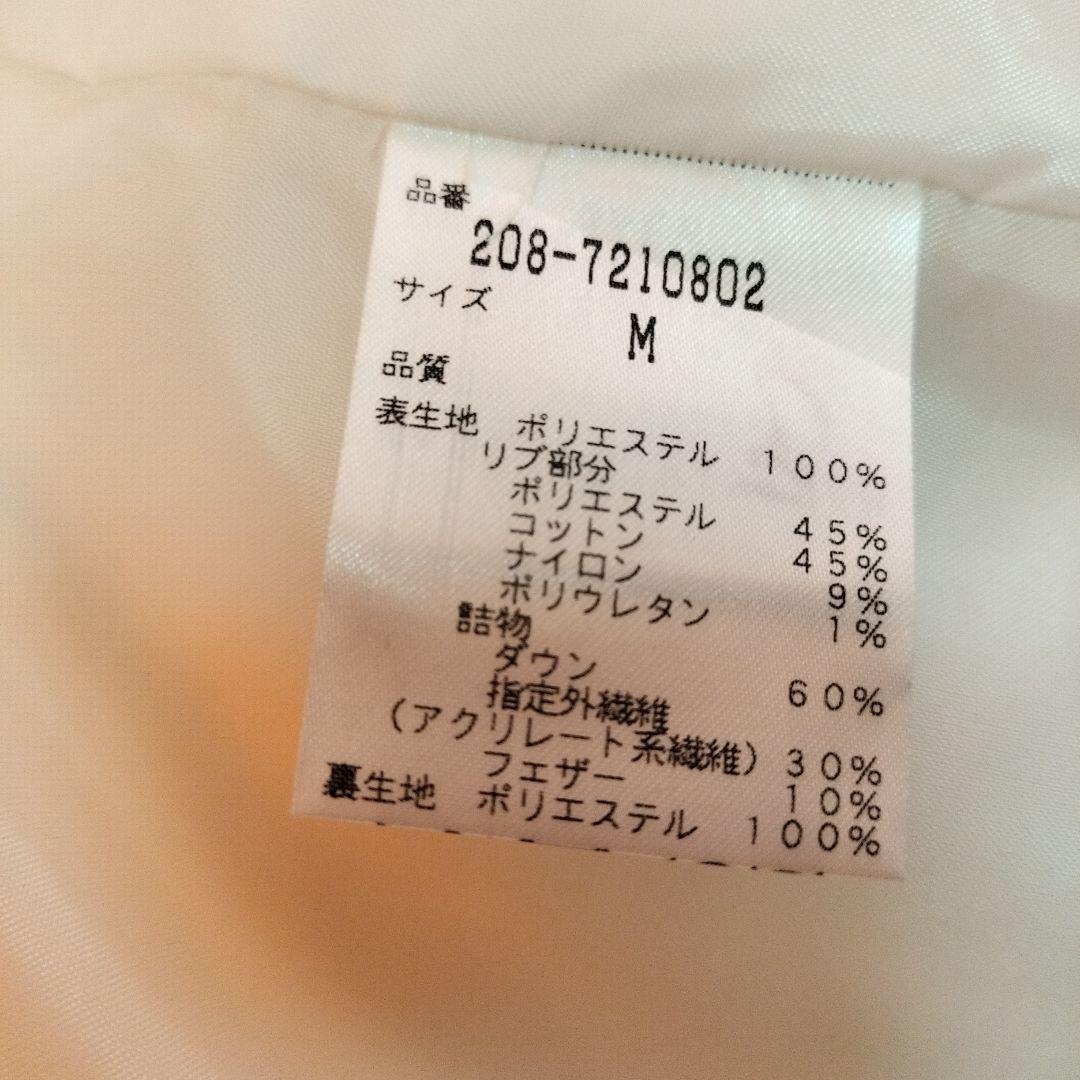 品番
208-7210802
サイズ
M
品質
表生地 ポリエステル 100%
リブ部分
ポリエステル 45%
コットン 45%
ナイロン 9%
ポリウレタン 1%
詰物
ダウン 60%
指定外繊維
(アクリレート系繊維) 30%
フェザー 10%
裏生地 ポリエステル 100%